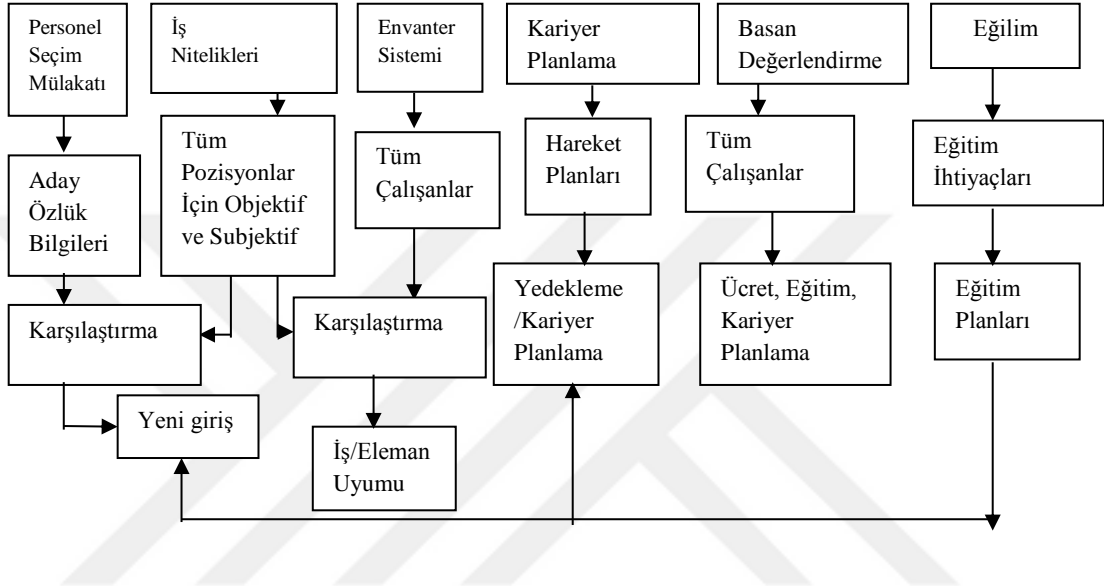 Personel
Seçim
Mülakatı
İş
Nitelikleri
Envanter
Sistemi
Kariyer
Planlama
Basan
Değerlendirme
Eğilim
Aday
Özlük
Bilgileri
Tüm
Pozisyonlar
İçin Objektif
ve Subjektif
Tüm
Çalışanlar
Hareket
Planları
Tüm
Çalışanlar
Eğitim
İhtiyaçları
Karşılaştırma
Karşılaştırma
Yedekleme
/Kariyer
Planlama
Ücret, Eğitim,
Kariyer
Planlama
Eğitim
Planları
Yeni giriş
İş/Eleman
Uyumu